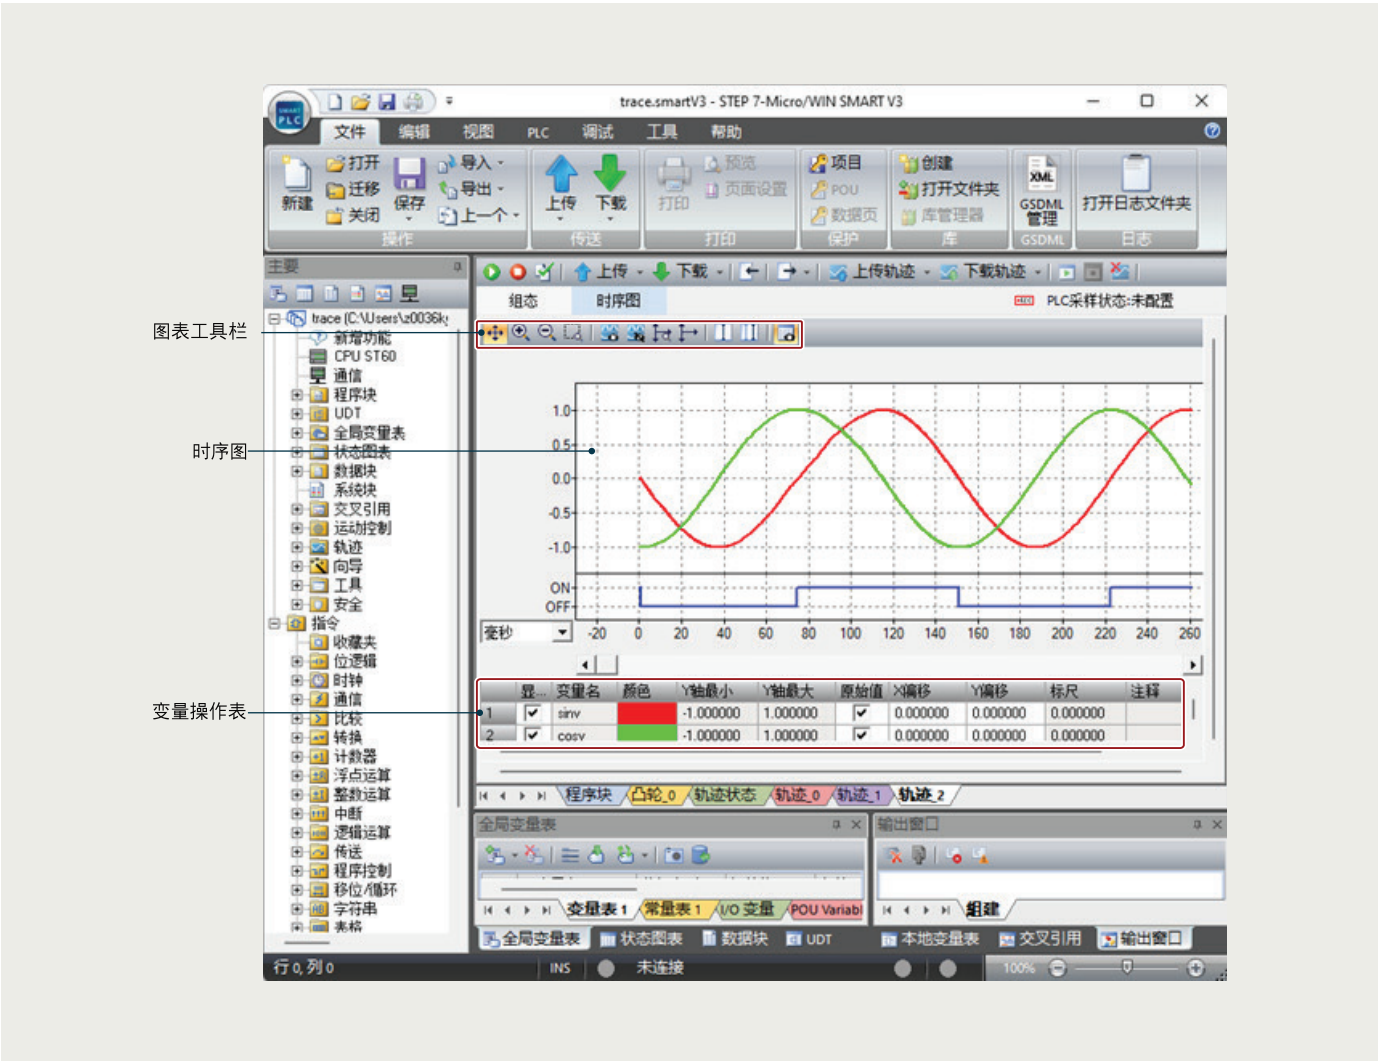 trace.smartV3 - STEP 7-Micro/WIN SMART V3
SMART
PLC
文件 编辑 视图 PLC 调试 工具 帮助
新建
打开
迁移
关闭
保存
导入
导出
上一个
操作
上传 下载
传送
打印
预览
页面设置
打印
项目
POU
数据页
保护
创建
打开文件夹
库管理器
库
XML
GSDML
管理
GSDML
打开日志文件夹
日志
主要
trace (C:\Users\z0036k
新增功能
CPU ST60
通信
程序块
UDT
全局变量表
状态图表
数据块
系统块
交叉引用
运动控制
轨迹
向导
工具
安全
指令
收藏夹
位逻辑
时钟
通信
比较
转换
计数器
浮点运算
整数运算
中断
逻辑运算
传送
程序控制
移位/循环
字符串
表格
图表工具栏
时序图
变量操作表
上传 下载 上传轨迹 下载轨迹
组态 时序图 PLC采样状态:未配置
1.0
0.5
0.0
-0.5
-1.0
ON
OFF
毫秒
-20 0 20 40 60 80 100 120 140 160 180 200 220 240 260
显... 变量名 颜色 Y轴最小 Y轴最大 原始值 X偏移 Y偏移 标尺 注释
1 sinv -1.000000 1.000000 0.000000 0.000000 0.000000
2 cosv -1.000000 1.000000 0.000000 0.000000 0.000000
程序块 凸轮_0 轨迹状态 轨迹_0 轨迹_1 轨迹_2
全局变量表
变量表 1 常量表 1 I/O 变量 POU Variabl
输出窗口
组建
全局变量表 状态图表 数据块 UDT 本地变量表 交叉引用 输出窗口
行 0, 列 0 INS 未连接 100%